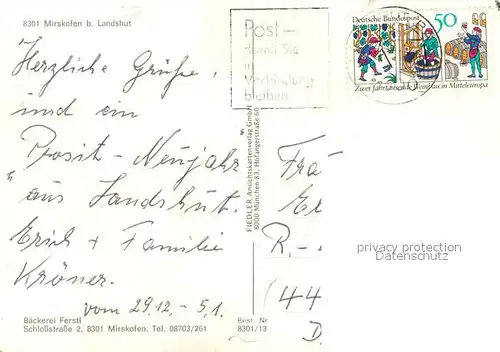 8301 Mirskofen b. Landshut
Herzliche Grüße,
und ein
Prosit-Neujahr
aus Landshut.
Erich + Familie
Kröner.
vom 29.12. - 5.1.
Bäckerei Ferstl
Schloßstraße 2, 8301 Mirskofen. Tel. 08703/261
Best Nr
8301/13
FIEDLER Ansichtskartenverlag GmbH
8000 München 83, Hofangerstraße 60
Post –
damit Sie
in
Verbindung
bleiben
Deutsche Bundespost 50
Zwei Jahrtausende Weinbau in Mitteleuropa
Frä
Er
R.-
(44
D
privacy protection
Datenschutz